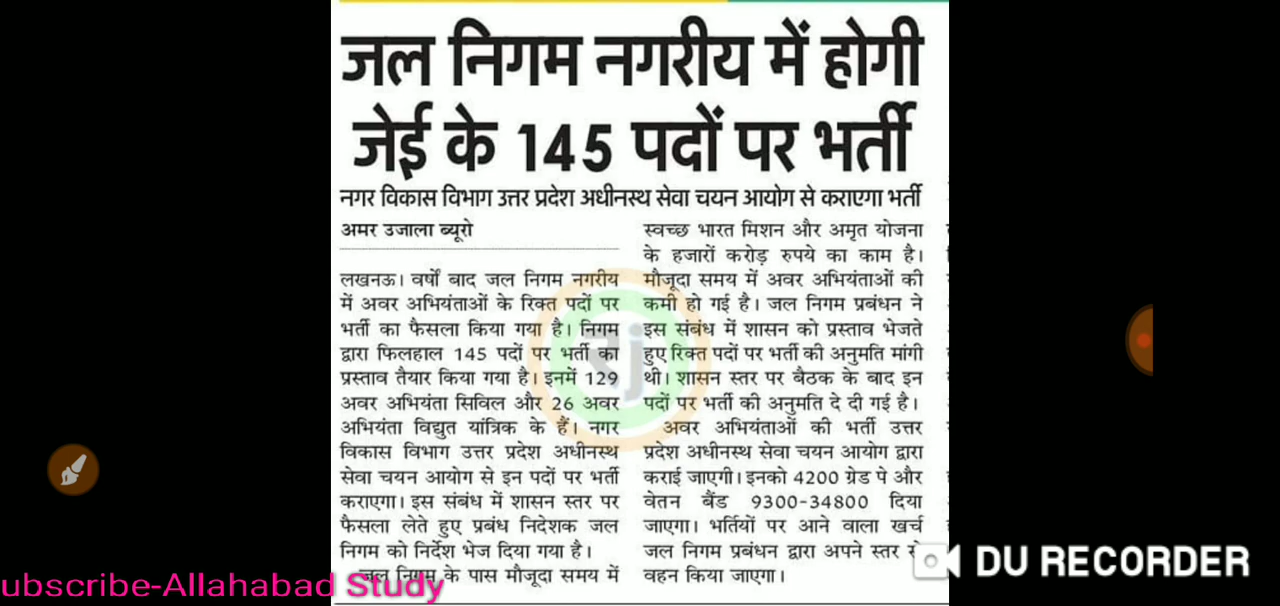 जल निगम नगरीय में होगी
जेई के 145 पदों पर भर्ती
नगर विकास विभाग उत्तर प्रदेश अधीनस्थ सेवा चयन आयोग से कराएगा भर्ती
अमर उजाला ब्यूरो
लखनऊ। वर्षों बाद जल निगम नगरीय
में अवर अभियंताओं के रिक्त पदों पर
भर्ती का फैसला किया गया है। निगम
द्वारा फिलहाल 145 पदों पर भर्ती का
प्रस्ताव तैयार किया गया है। इनमें 129
अवर अभियंता सिविल और 26 अवर
अभियंता विद्युत यांत्रिक के हैं। नगर
विकास विभाग उत्तर प्रदेश अधीनस्थ
सेवा चयन आयोग से इन पदों पर भर्ती
कराएगा। इस संबंध में शासन स्तर पर
फैसला लेते हुए प्रबंध निदेशक जल
निगम को निर्देश भेज दिया गया है।
जल निगम के पास मौजूदा समय में
स्वच्छ भारत मिशन और अमृत योजना
के हजारों करोड़ रुपये का काम है।
मौजूदा समय में अवर अभियंताओं की
कमी हो गई है। जल निगम प्रबंधन ने
इस संबंध में शासन को प्रस्ताव भेजते
हुए रिक्त पदों पर भर्ती की अनुमति मांगी
थी। शासन स्तर पर बैठक के बाद इन
पदों पर भर्ती की अनुमति दे दी गई है।
अवर अभियंताओं की भर्ती उत्तर
प्रदेश अधीनस्थ सेवा चयन आयोग द्वारा
कराई जाएगी। इनको 4200 ग्रेड पे और
वेतन बैंड 9300-34800 दिया
जाएगा। भर्तियों पर आने वाला खर्च
जल निगम प्रबंधन द्वारा अपने स्तर से
वहन किया जाएगा।
रj
DU RECORDER
ubscribe-Allahabad Study